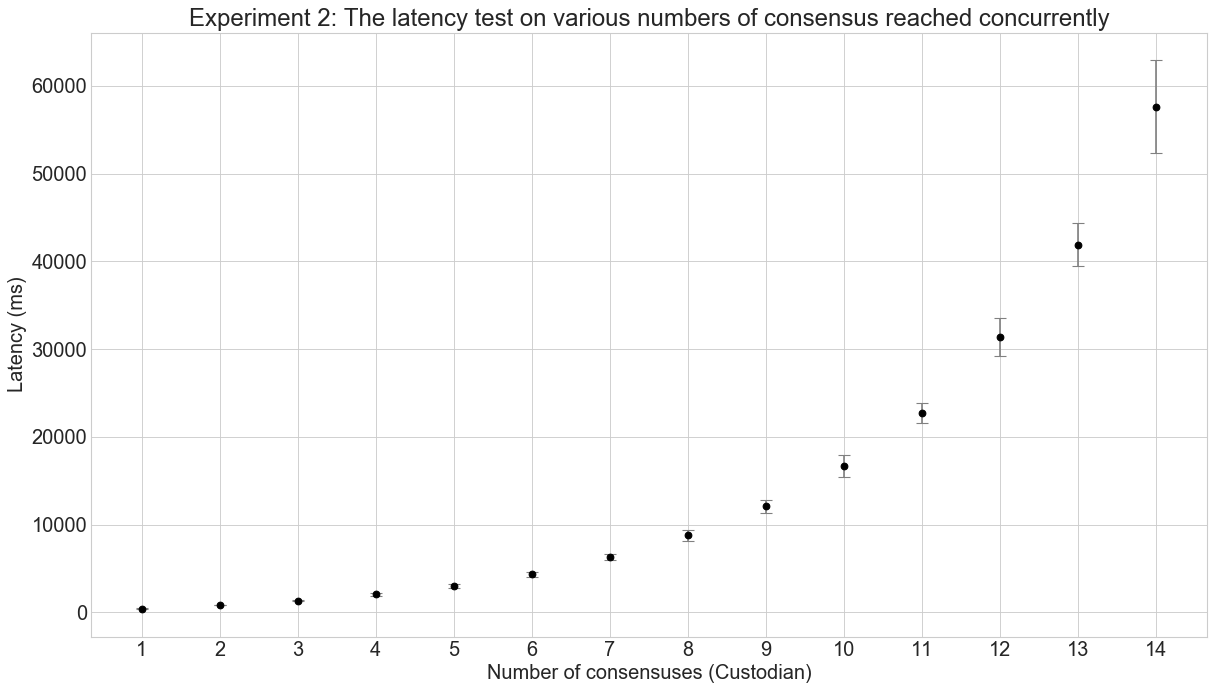 Experiment 2: The latency test on various numbers of consensus reached concurrently
Latency (ms)
60000
50000
40000
30000
20000
10000
0
1 2 3 4 5 6 7 8 9 10 11 12 13 14
Number of consensuses (Custodian)